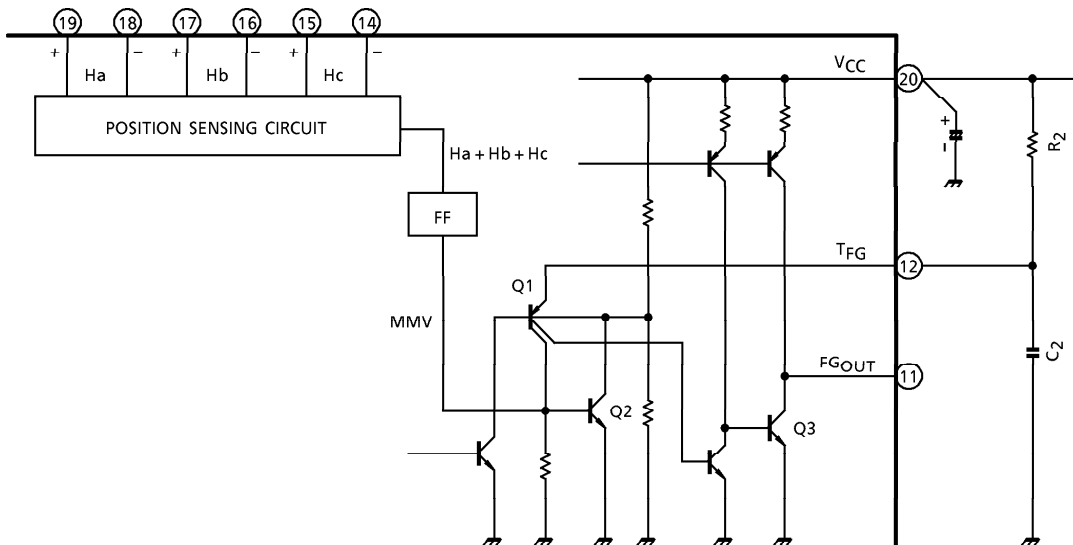 19 18 17 16 15 14
+ − + − + −
Ha Hb Hc
POSITION SENSING CIRCUIT
Ha + Hb + Hc
FF
MMV
VCC
20
+
−
R2
TFG
12
Q1
C2
FGOUT
11
Q2
Q3